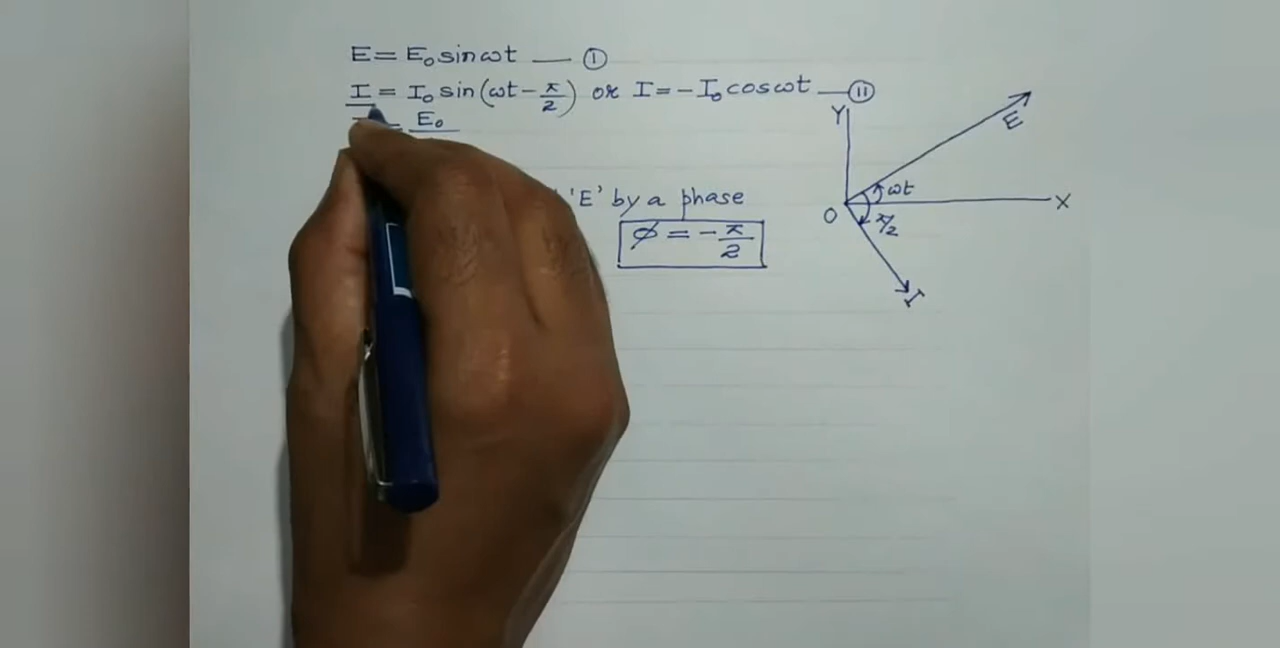 E = E₀ sin ωt — (I)
I = I₀ sin(ωt - π/2) or I = -I₀ cos ωt — (II)
= E₀
'E' by a phase
ϕ = -π/2
Y
E
ωt
O
X
π/2
I